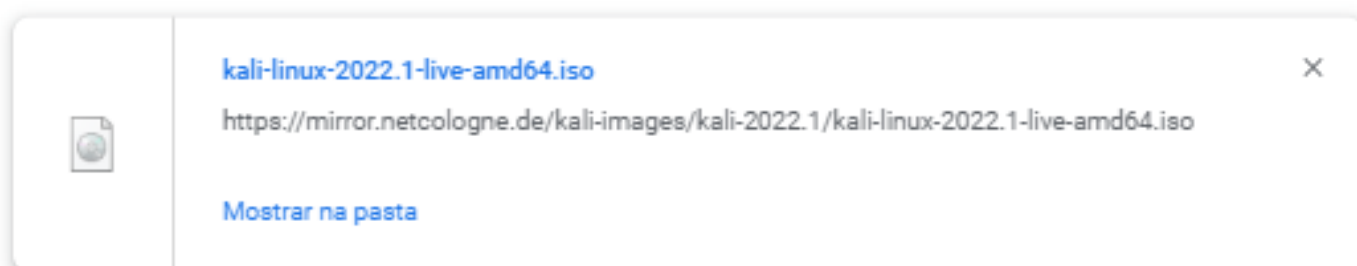 kali-linux-2022.1-live-amd64.iso
https://mirror.netcologne.de/kali-images/kali-2022.1/kali-linux-2022.1-live-amd64.iso
Mostrar na pasta